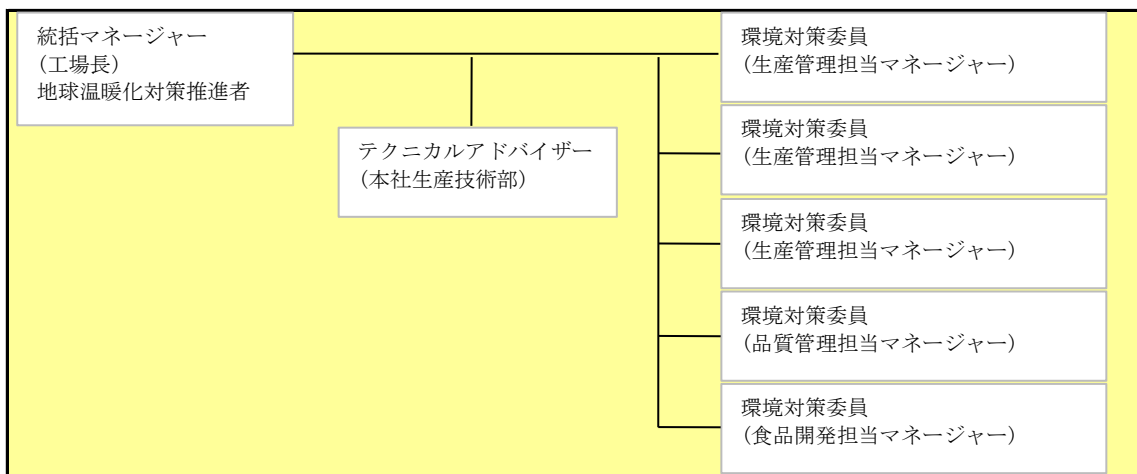 統括マネージャー
(工場長)
地球温暖化対策推進者
テクニカルアドバイザー
(本社生産技術部)
環境対策委員
(生産管理担当マネージャー)
環境対策委員
(生産管理担当マネージャー)
環境対策委員
(生産管理担当マネージャー)
環境対策委員
(品質管理担当マネージャー)
環境対策委員
(食品開発担当マネージャー)